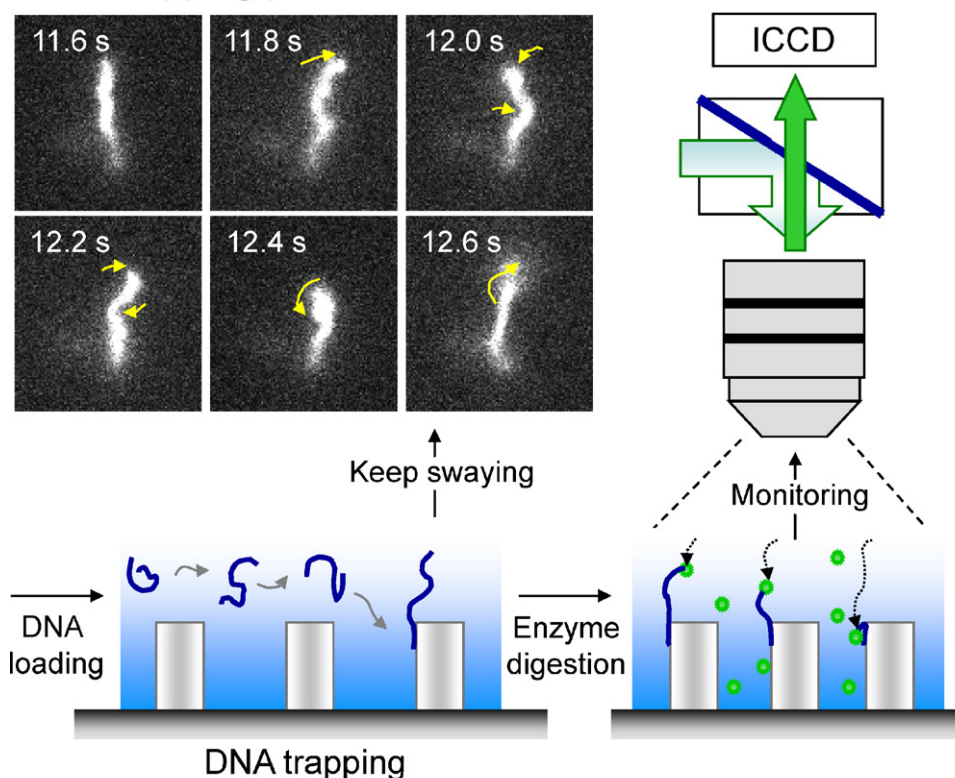 11.6 s
11.8 s
12.0 s
ICCD
12.2 s
12.4 s
12.6 s
Keep swaying
Monitoring
DNA
loading
Enzyme
digestion
DNA trapping